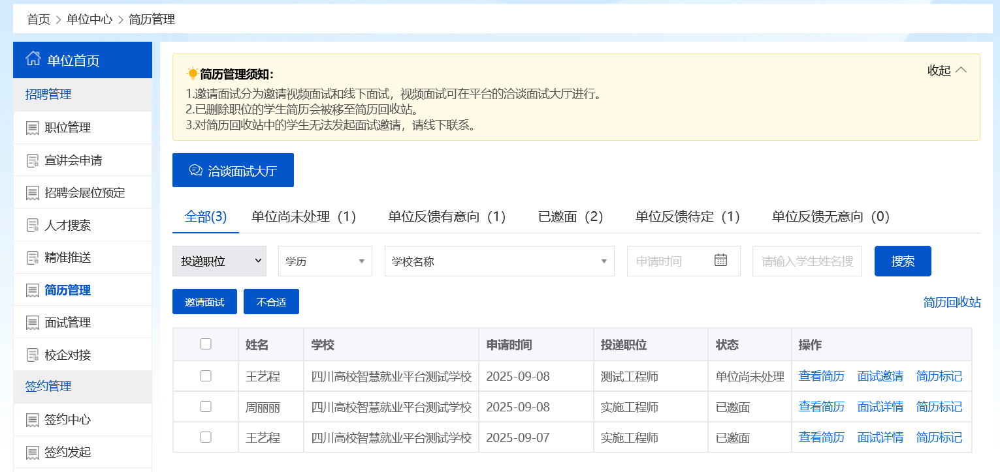 首页 > 单位中心 > 简历管理
单位首页
招聘管理
职位管理
宣讲会申请
招聘会展位预定
人才搜索
精准推送
简历管理
面试管理
校企对接
签约管理
签约中心
签约发起
简历管理须知：
收起
1.邀请面试分为邀请视频面试和线下面试，视频面试可在平台的洽谈面试大厅进行。
2.已删除职位的学生简历会被移至简历回收站。
3.对简历回收站中的学生无法发起面试邀请，请线下联系。
洽谈面试大厅
全部(3) 单位尚未处理（1） 单位反馈有意向（1） 已邀面（2） 单位反馈待定（1） 单位反馈无意向（0）
投递职位 学历 学校名称 申请时间 请输入学生姓名搜 搜索
邀请面试 不合适 简历回收站
姓名 学校 申请时间 投递职位 状态 操作
王艺程 四川高校智慧就业平台测试学校 2025-09-08 测试工程师 单位尚未处理 查看简历 面试邀请 简历标记
周丽丽 四川高校智慧就业平台测试学校 2025-09-08 实施工程师 已邀面 查看简历 面试详情 简历标记
王艺程 四川高校智慧就业平台测试学校 2025-09-07 实施工程师 已邀面 查看简历 面试详情 简历标记